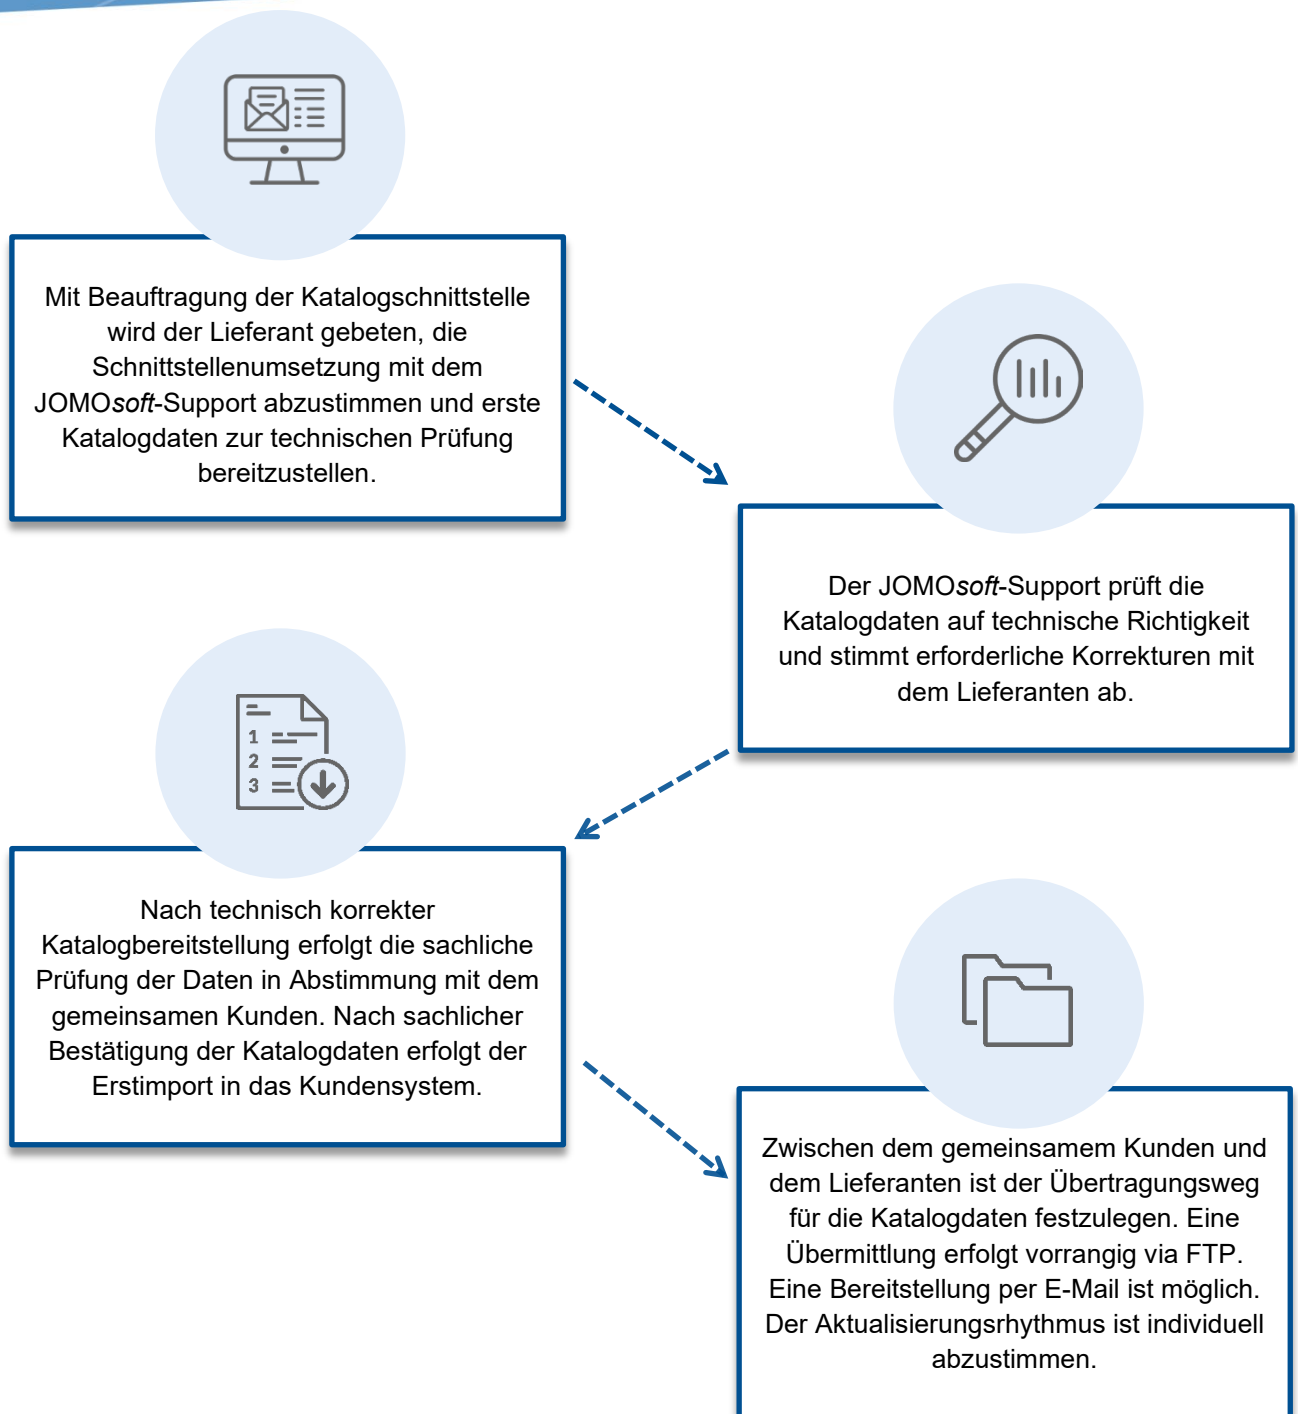 Mit Beauftragung der Katalogschnittstelle
wird der Lieferant gebeten, die
Schnittstellenumsetzung mit dem
JOMOsoft-Support abzustimmen und erste
Katalogdaten zur technischen Prüfung
bereitzustellen.
Der JOMOsoft-Support prüft die
Katalogdaten auf technische Richtigkeit
und stimmt erforderliche Korrekturen mit
dem Lieferanten ab.
1
2
3
Nach technisch korrekter
Katalogbereitstellung erfolgt die sachliche
Prüfung der Daten in Abstimmung mit dem
gemeinsamen Kunden. Nach sachlicher
Bestätigung der Katalogdaten erfolgt der
Erstimport in das Kundensystem.
Zwischen dem gemeinsamem Kunden und
dem Lieferanten ist der Übertragungsweg
für die Katalogdaten festzulegen. Eine
Übermittlung erfolgt vorrangig via FTP.
Eine Bereitstellung per E-Mail ist möglich.
Der Aktualisierungsrhythmus ist individuell
abzustimmen.